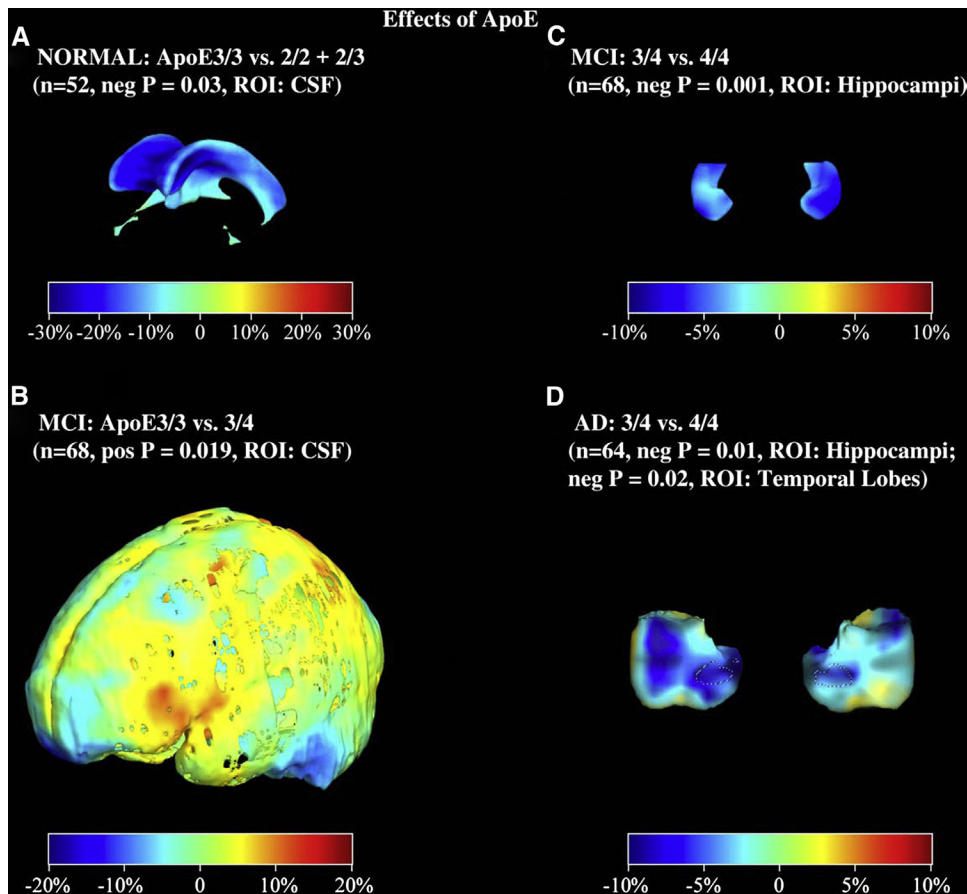 Effects of ApoE
A
NORMAL: ApoE3/3 vs. 2/2 + 2/3
(n=52, neg P = 0.03, ROI: CSF)
-30% -20% -10% 0 10% 20% 30%
C
MCI: 3/4 vs. 4/4
(n=68, neg P = 0.001, ROI: Hippocampi)
-10% -5% 0 5% 10%
B
MCI: ApoE3/3 vs. 3/4
(n=68, pos P = 0.019, ROI: CSF)
-20% -10% 0 10% 20%
D
AD: 3/4 vs. 4/4
(n=64, neg P = 0.01, ROI: Hippocampi;
neg P = 0.02, ROI: Temporal Lobes)
-10% -5% 0 5% 10%